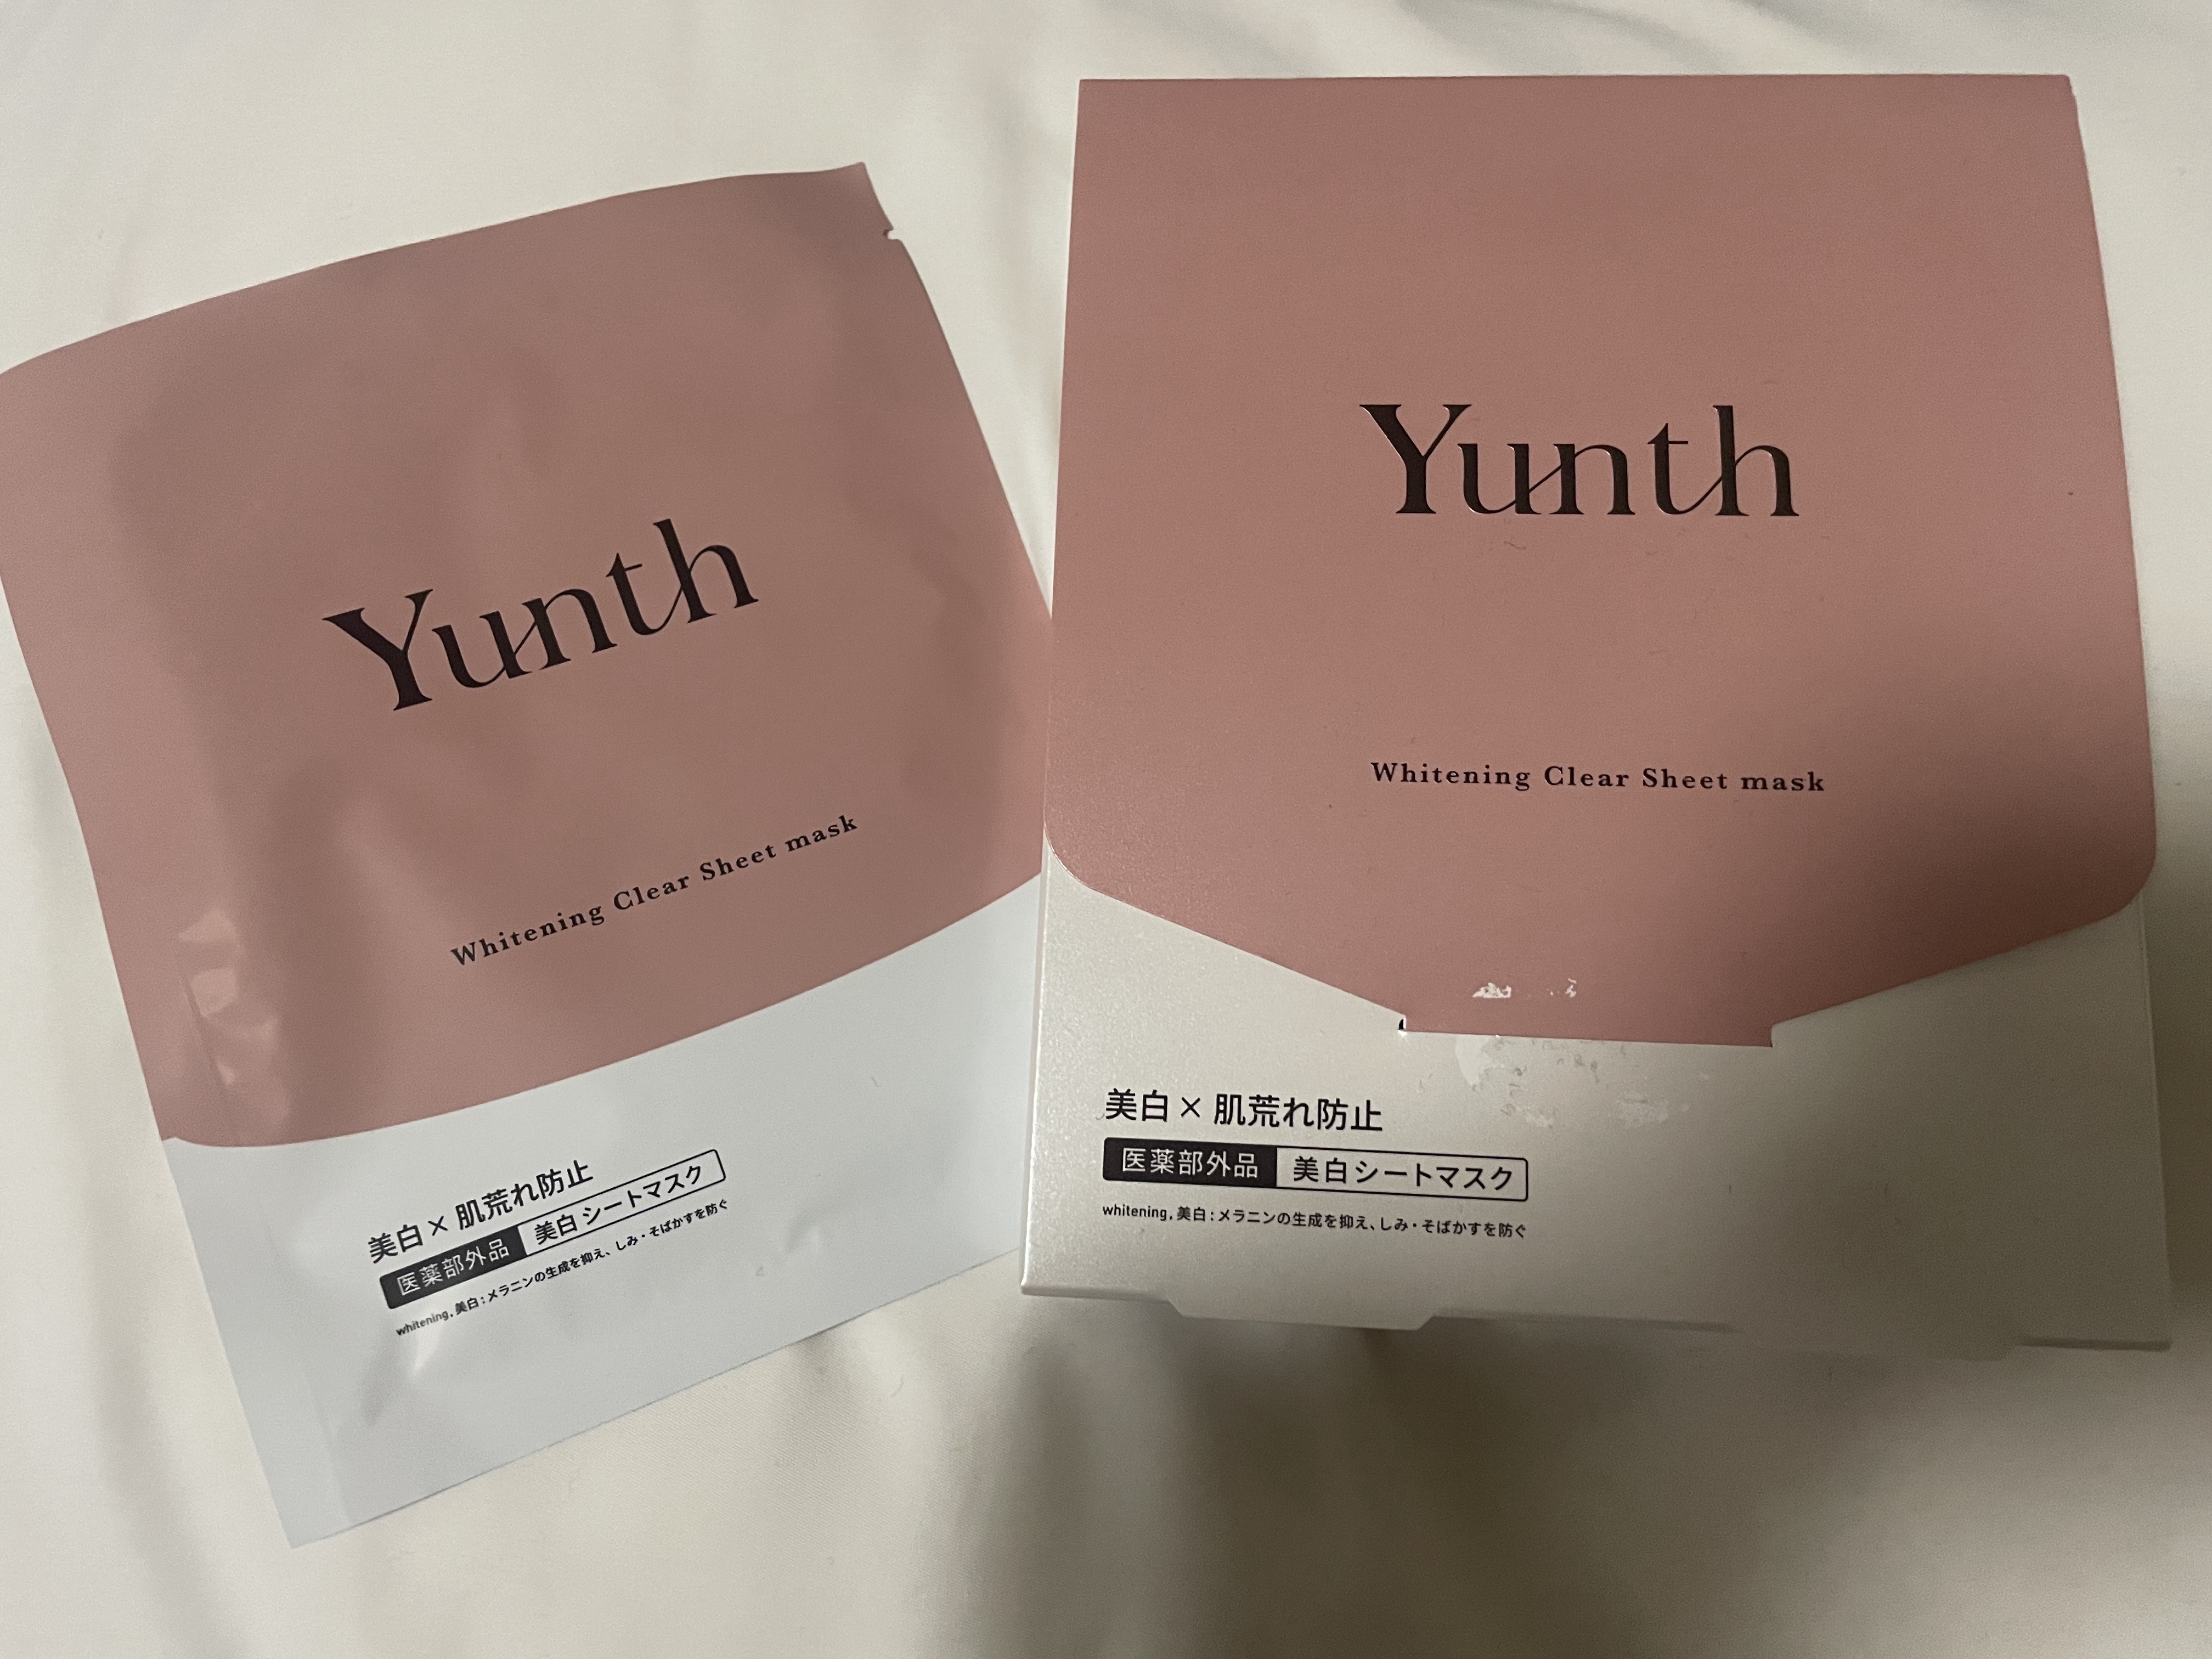 Yunth
Whitening Clear Sheet mask
美白×肌荒れ防止
医薬部外品 美白シートマスク
whitening, 美白:メラニンの生成を抑え、しみ・そばかすを防ぐ
Yunth
Whitening Clear Sheet mask
美白×肌荒れ防止
医薬部外品 美白シートマスク
whitening, 美白:メラニンの生成を抑え、しみ・そばかすを防ぐ